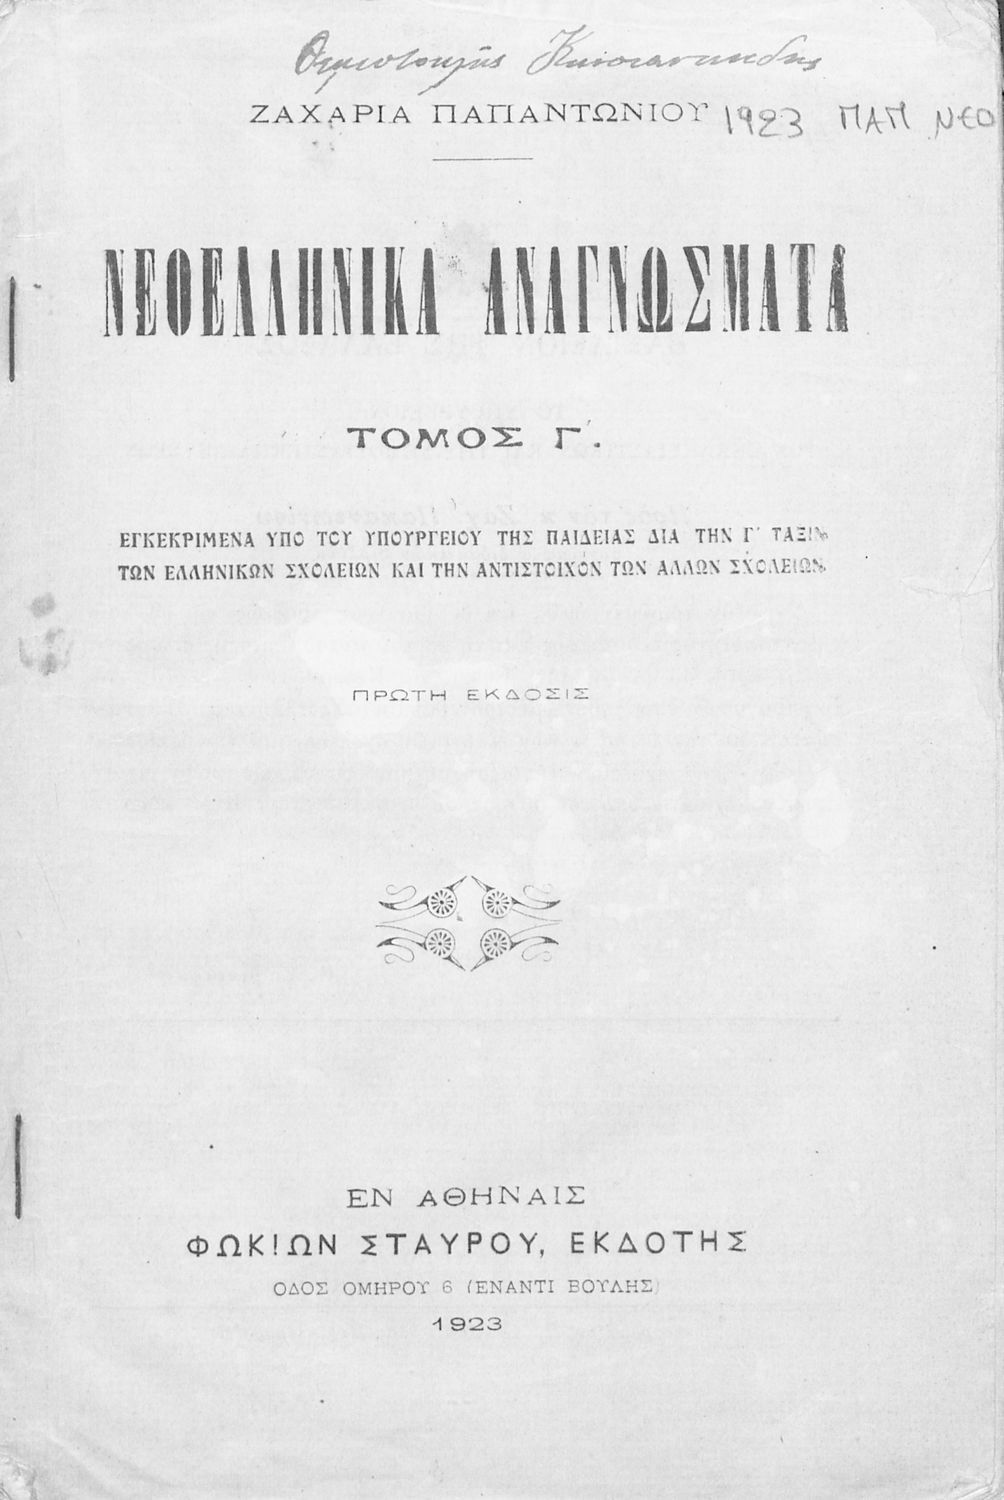 Θεμιστοκλῆς
ΖΑΧΑΡΙΑ ΠΑΠΑΝΤΩΝΙΟΥ
1923 ΠΑΠ ΝΕΟ
ΝΕΟΕΛΛΗΝΙΚΑ ΑΝΑΓΝΩΣΜΑΤΑ
ΤΟΜΟΣ Γ΄.
ΕΓΚΕΚΡΙΜΕΝΑ ΥΠΟ ΤΟΥ ΥΠΟΥΡΓΕΙΟΥ ΤΗΣ ΠΑΙΔΕΙΑΣ ΔΙΑ ΤΗΝ Γ΄ ΤΑΞΙΝ
ΤΩΝ ΕΛΛΗΝΙΚΩΝ ΣΧΟΛΕΙΩΝ ΚΑΙ ΤΗΝ ΑΝΤΙΣΤΟΙΧΟΝ ΤΩΝ ΑΛΛΩΝ ΣΧΟΛΕΙΩΝ
ΠΡΩΤΗ ΕΚΔΟΣΙΣ
ΕΝ ΑΘΗΝΑΙΣ
ΦΩΚΙΩΝ ΣΤΑΥΡΟΥ, ΕΚΔΟΤΗΣ
ΟΔΟΣ ΟΜΗΡΟΥ 6 (ΕΝΑΝΤΙ ΒΟΥΛΗΣ)
1923